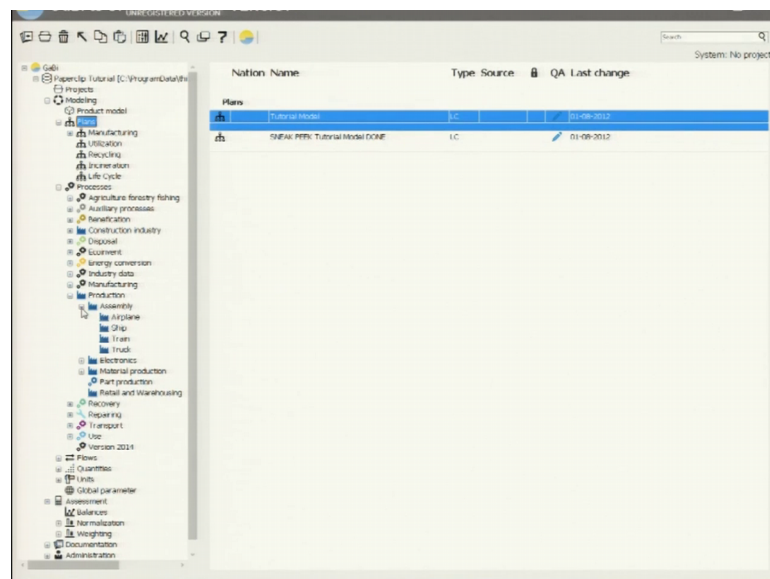 UNREGISTERED VERSION
Search
System: No project
GaBi
Paperclip Tutorial [C:\ProgramData\thi
Projects
Modeling
Product model
Plans
Manufacturing
Utilization
Recycling
Incineration
Life Cycle
Processes
Agriculture forestry fishing
Auxiliary processes
Benefication
Construction industry
Disposal
Ecoinvent
Energy conversion
Industry data
Manufacturing
Production
Assembly
Airplane
Ship
Train
Truck
Electronics
Material production
Part production
Retail and Warehousing
Recovery
Repairing
Transport
Use
Version 2014
Flows
Quantities
Units
Global parameter
Assessment
Balances
Normalization
Weighting
Documentation
Administration
Nation Name Type Source QA Last change
Plans
Tutorial Model LC 01-08-2012
SNEAK PEEK Tutorial Model DONE LC 01-08-2012